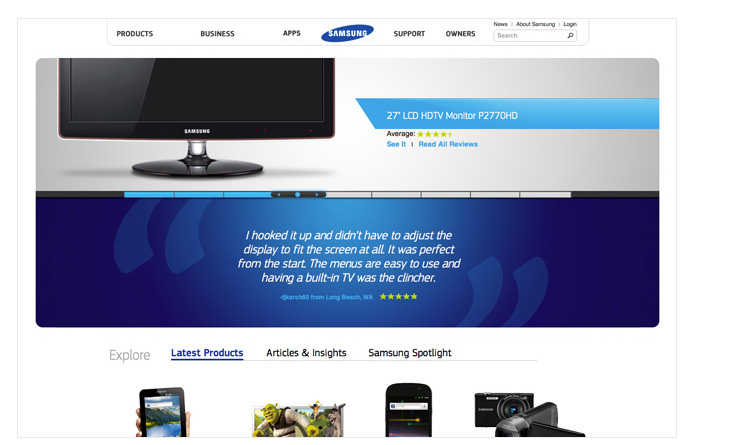 News | About Samsung | Login
PRODUCTS BUSINESS APPS SAMSUNG SUPPORT OWNERS
Search
SAMSUNG
27" LCD HDTV Monitor P2770HD
Average:
See It | Read All Reviews
I hooked it up and didn't have to adjust the
display to fit the screen at all. It was perfect
from the start. The menus are easy to use and
having a built-in TV was the clincher.
-tjkarch60 from Long Beach, WA
Explore Latest Products Articles & Insights Samsung Spotlight
SAMSUNG